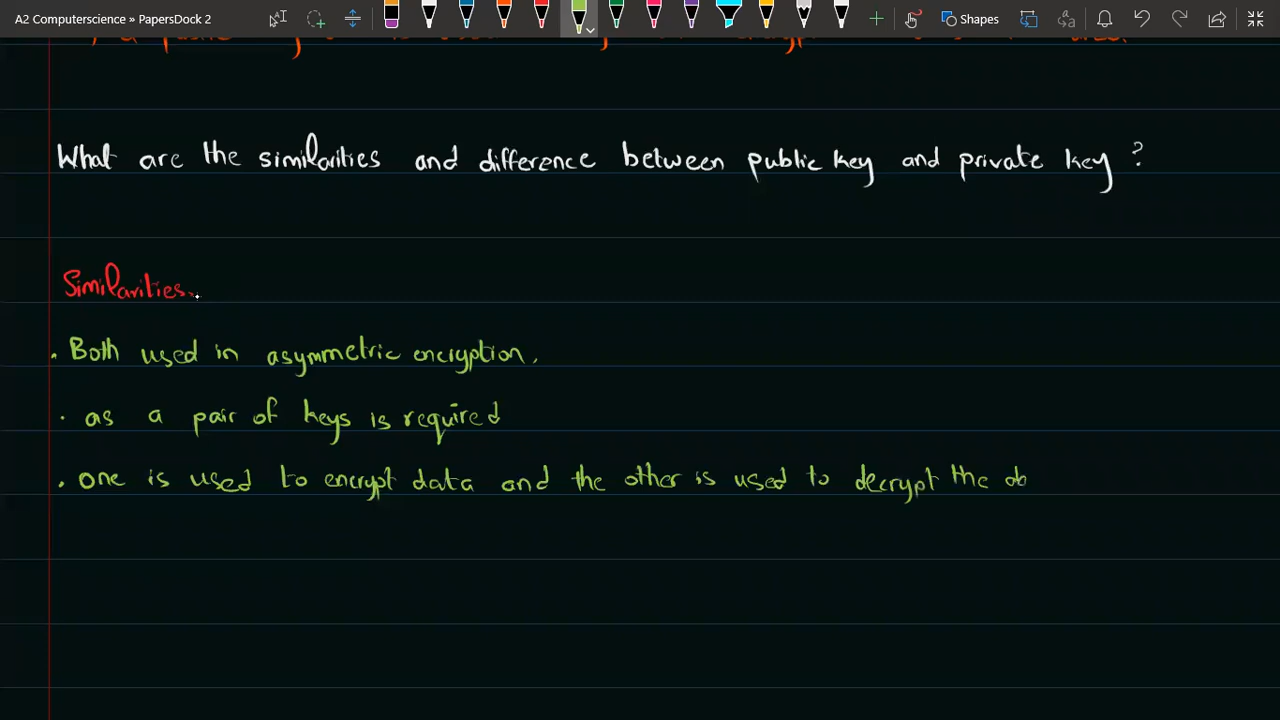 A2 Computerscience » PapersDock 2
Shapes
What are the similarities and difference between public key and private key ?
Similarities.
. Both used in asymmetric encryption.
. as a pair of keys is required
. one is used to encrypt data and the other is used to decrypt the